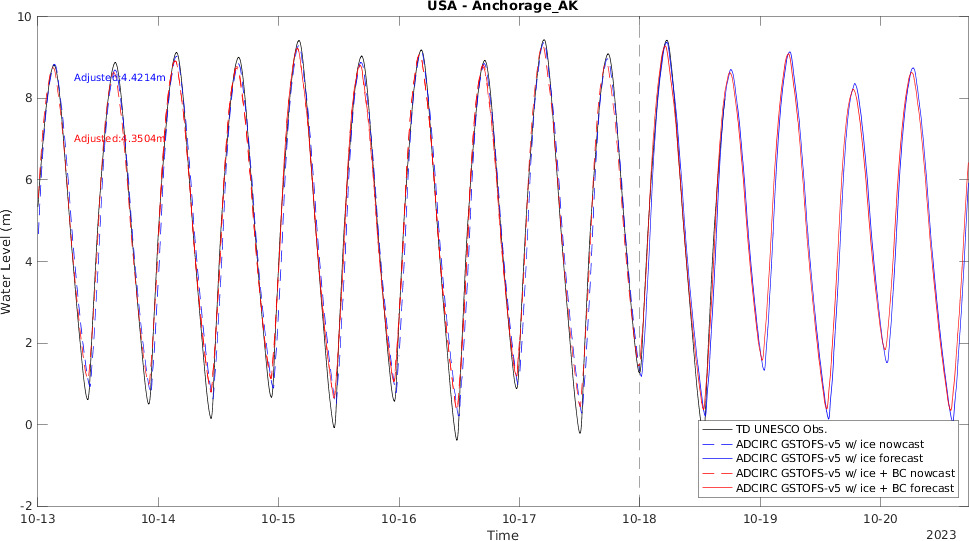 USA - Anchorage_AK
10
8
6
4
2
0
-2
Water Level (m)
Adjusted:4.4214m
Adjusted:4.3504m
TD UNESCO Obs.
ADCIRC GSTOFS-v5 w/ ice nowcast
ADCIRC GSTOFS-v5 w/ ice forecast
ADCIRC GSTOFS-v5 w/ ice + BC nowcast
ADCIRC GSTOFS-v5 w/ ice + BC forecast
10-13 10-14 10-15 10-16 10-17 10-18 10-19 10-20
Time
2023